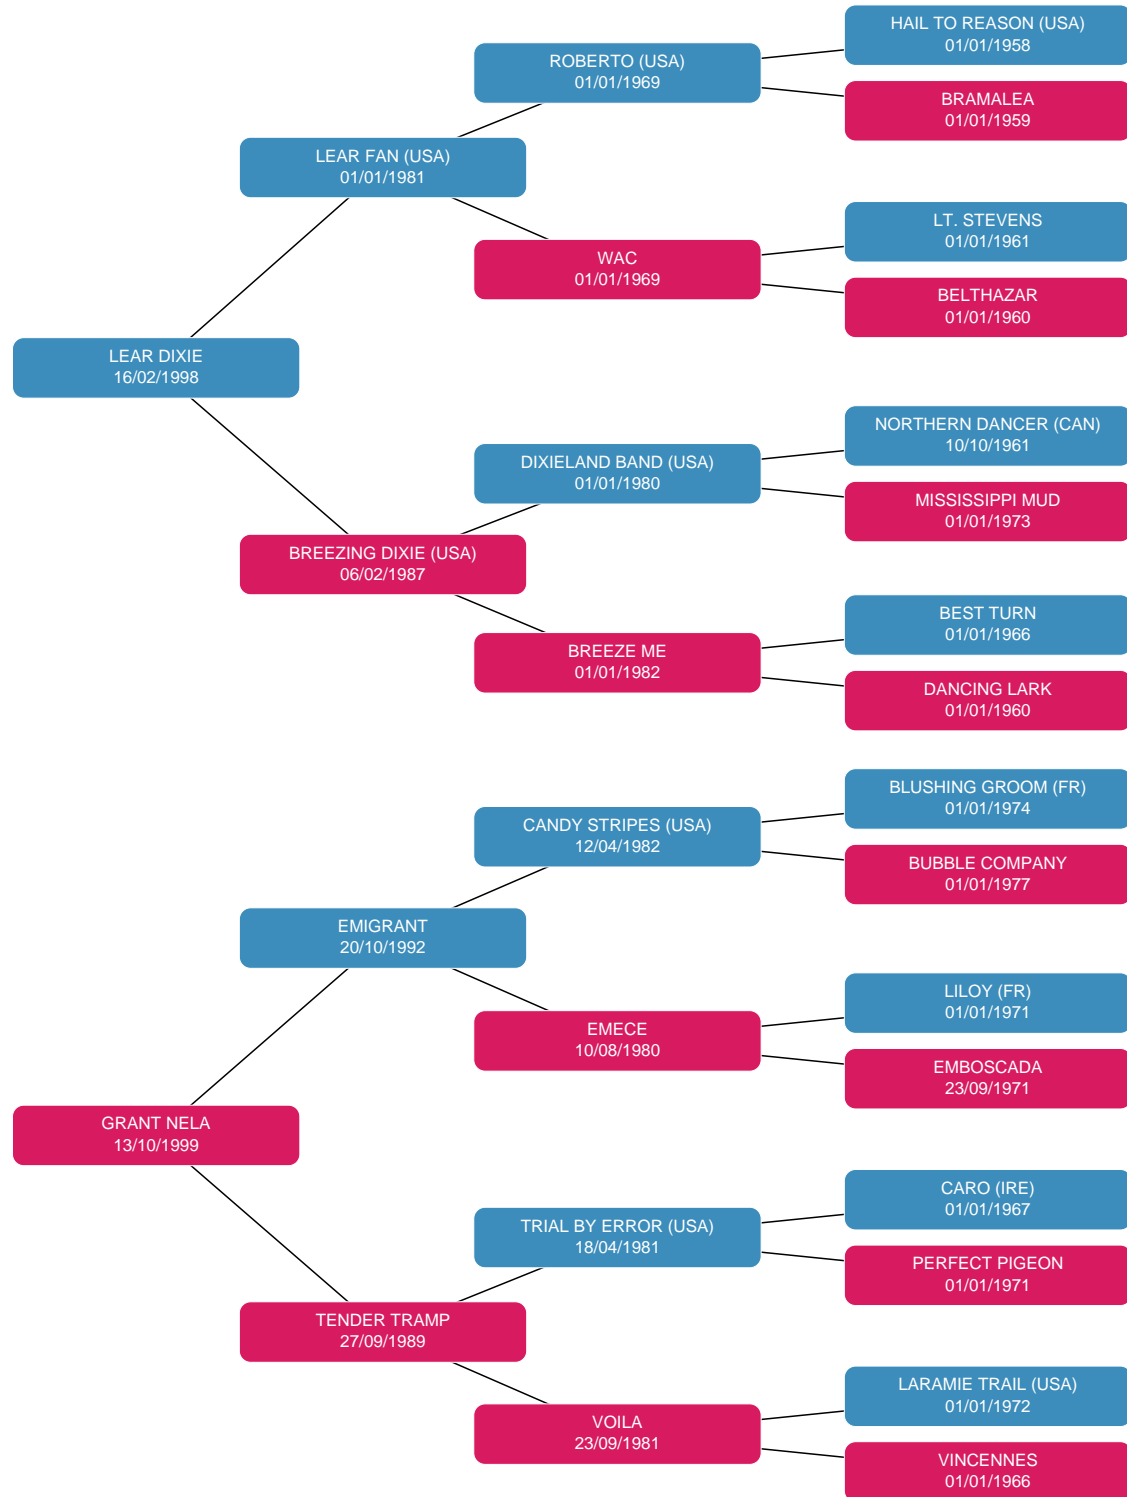 HAIL TO REASON (USA)
01/01/1958
ROBERTO (USA)
01/01/1969
BRAMALEA
01/01/1959
LEAR FAN (USA)
01/01/1981
LT. STEVENS
01/01/1961
WAC
01/01/1969
BELTHAZAR
01/01/1960
LEAR DIXIE
16/02/1998
NORTHERN DANCER (CAN)
10/10/1961
DIXIELAND BAND (USA)
01/01/1980
MISSISSIPPI MUD
01/01/1973
BREEZING DIXIE (USA)
06/02/1987
BEST TURN
01/01/1966
BREEZE ME
01/01/1982
DANCING LARK
01/01/1960
BLUSHING GROOM (FR)
01/01/1974
CANDY STRIPES (USA)
12/04/1982
BUBBLE COMPANY
01/01/1977
EMIGRANT
20/10/1992
LILOY (FR)
01/01/1971
EMECE
10/08/1980
EMBOSCADA
23/09/1971
GRANT NELA
13/10/1999
CARO (IRE)
01/01/1967
TRIAL BY ERROR (USA)
18/04/1981
PERFECT PIGEON
01/01/1971
TENDER TRAMP
27/09/1989
LARAMIE TRAIL (USA)
01/01/1972
VOILA
23/09/1981
VINCENNES
01/01/1966